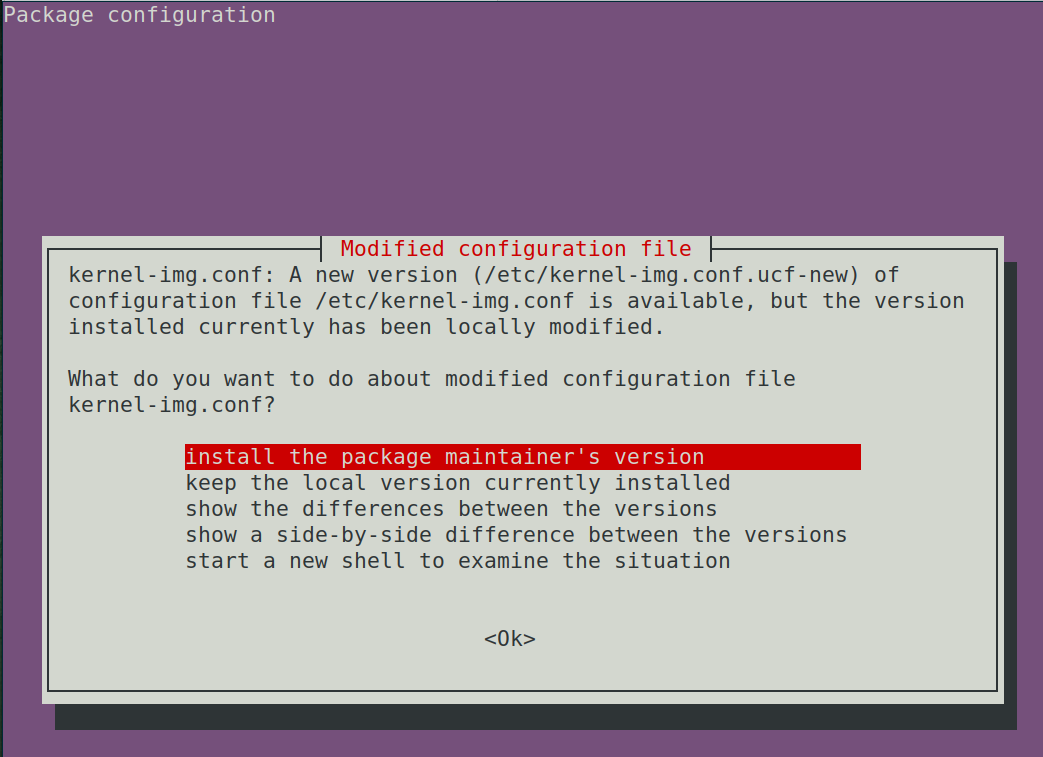 Package configuration
Modified configuration file
kernel-img.conf: A new version (/etc/kernel-img.conf.ucf-new) of
configuration file /etc/kernel-img.conf is available, but the version
installed currently has been locally modified.
What do you want to do about modified configuration file
kernel-img.conf?
install the package maintainer's version
keep the local version currently installed
show the differences between the versions
show a side-by-side difference between the versions
start a new shell to examine the situation
<Ok>